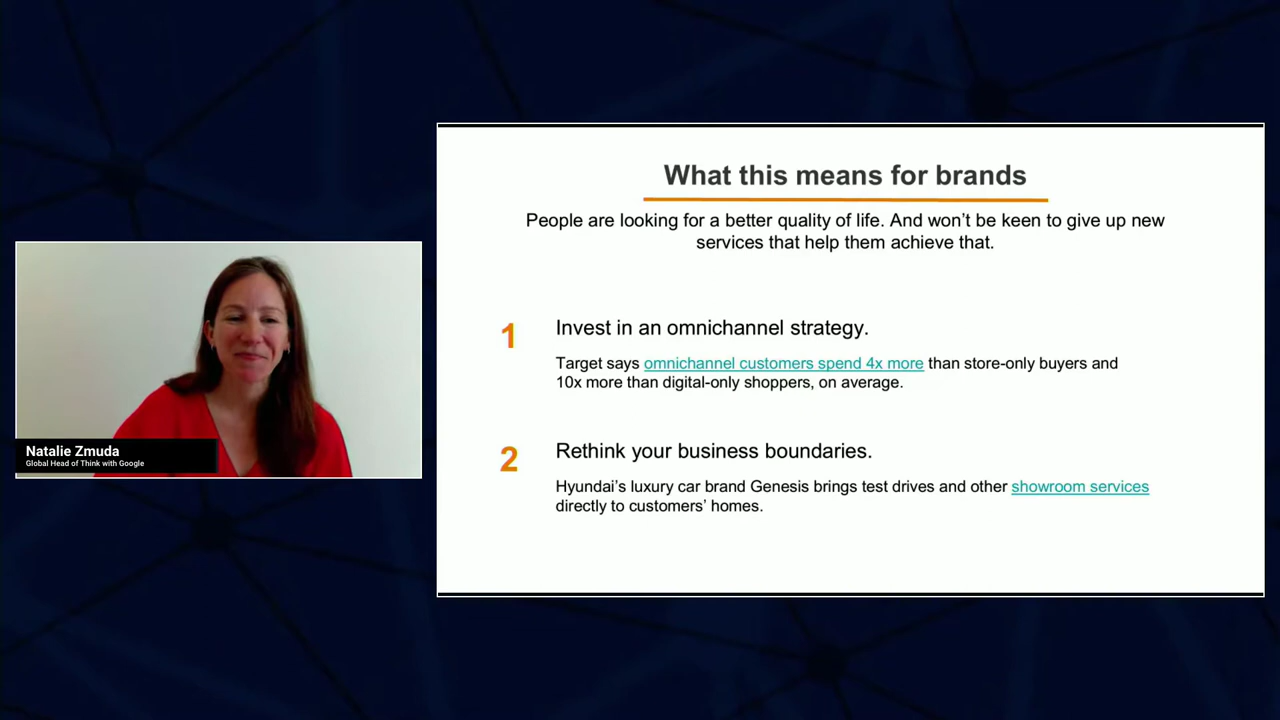 What this means for brands
People are looking for a better quality of life. And won’t be keen to give up new
services that help them achieve that.
1
Invest in an omnichannel strategy.
Target says omnichannel customers spend 4x more than store-only buyers and
10x more than digital-only shoppers, on average.
2
Rethink your business boundaries.
Hyundai’s luxury car brand Genesis brings test drives and other showroom services
directly to customers’ homes.
Natalie Zmuda
Global Head of Think with Google